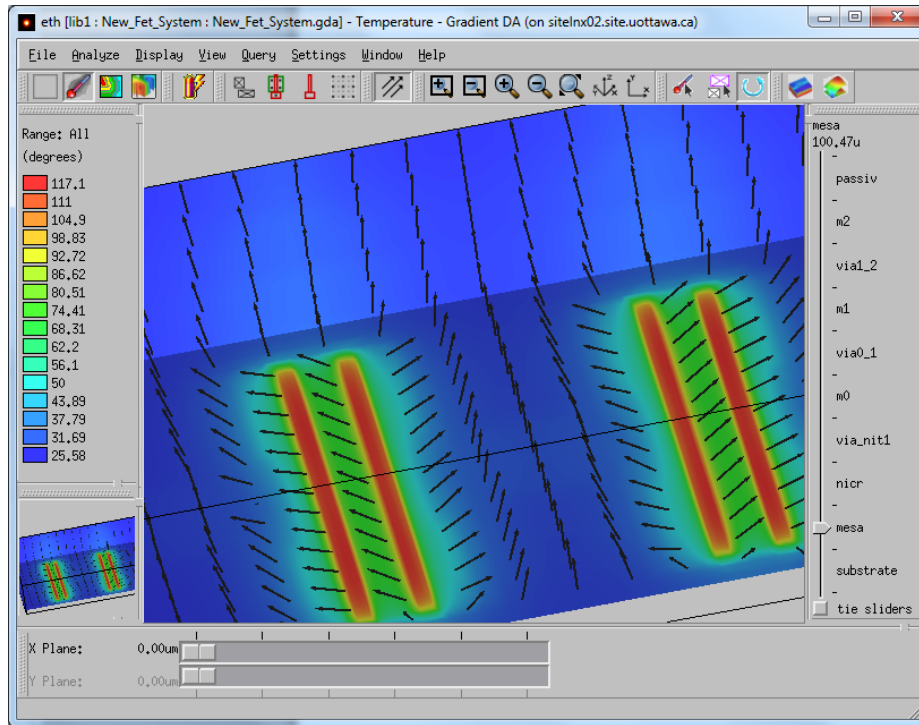 eth [lib1 : New_Fet_System : New_Fet_System.gda] - Temperature - Gradient DA (on sitelnx02.site.uottawa.ca)
File Analyze Display View Query Settings Window Help
Range: All
(degrees)
117.1
111
104.9
98.83
92.72
86.62
80.51
74.41
68.31
62.2
56.1
50
43.89
37.79
31.69
25.58
mesa
100.47u
passiv
m2
via1_2
m1
via0_1
m0
via_nit1
nicr
mesa
substrate
tie sliders
X Plane: 0.00um
Y Plane: 0.00um